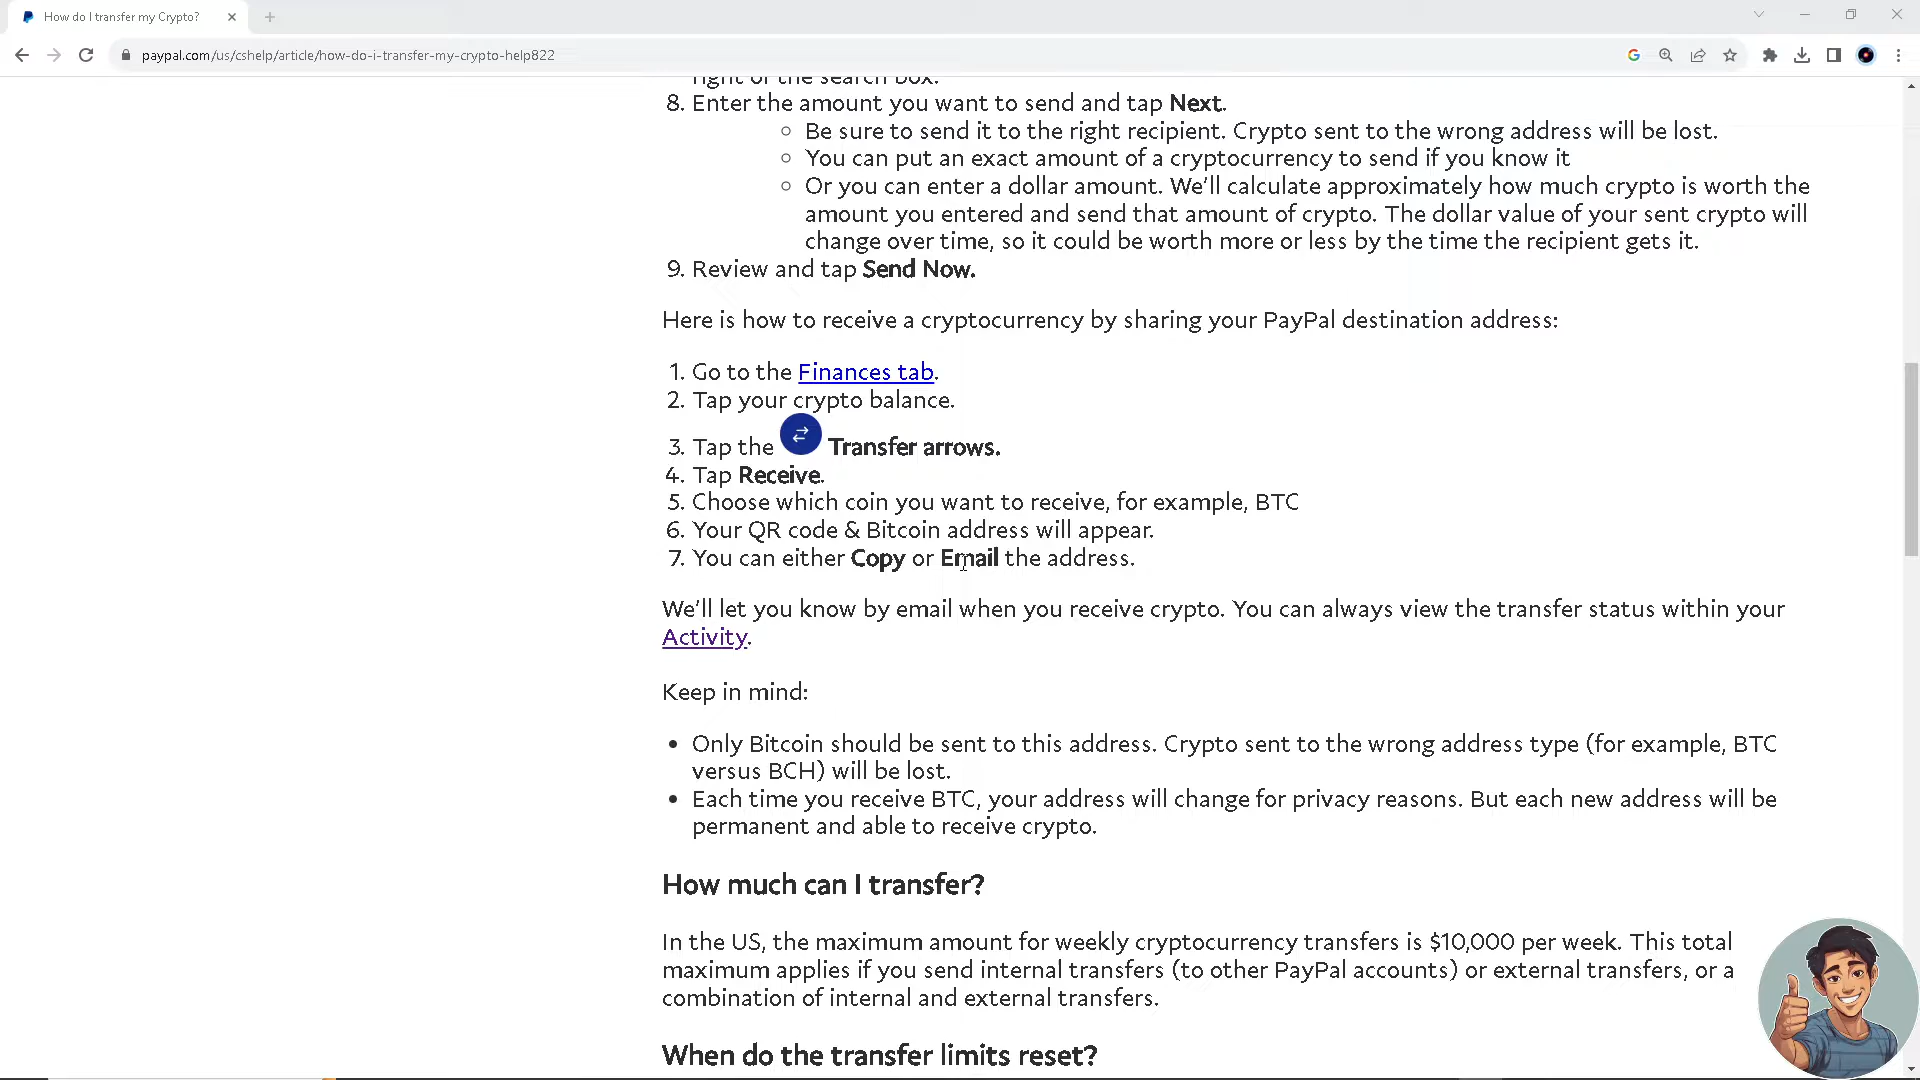 How do I transfer my Crypto?
paypal.com/us/cshelp/article/how-do-i-transfer-my-crypto-help822
right of the search box.
8. Enter the amount you want to send and tap Next.
Be sure to send it to the right recipient. Crypto sent to the wrong address will be lost.
You can put an exact amount of a cryptocurrency to send if you know it
Or you can enter a dollar amount. We'll calculate approximately how much crypto is worth the
amount you entered and send that amount of crypto. The dollar value of your sent crypto will
change over time, so it could be worth more or less by the time the recipient gets it.
9. Review and tap Send Now.
Here is how to receive a cryptocurrency by sharing your PayPal destination address:
1. Go to the Finances tab.
2. Tap your crypto balance.
3. Tap the Transfer arrows.
4. Tap Receive.
5. Choose which coin you want to receive, for example, BTC
6. Your QR code & Bitcoin address will appear.
7. You can either Copy or Email the address.
We'll let you know by email when you receive crypto. You can always view the transfer status within your
Activity.
Keep in mind:
Only Bitcoin should be sent to this address. Crypto sent to the wrong address type (for example, BTC
versus BCH) will be lost.
Each time you receive BTC, your address will change for privacy reasons. But each new address will be
permanent and able to receive crypto.
How much can I transfer?
In the US, the maximum amount for weekly cryptocurrency transfers is $10,000 per week. This total
maximum applies if you send internal transfers (to other PayPal accounts) or external transfers, or a
combination of internal and external transfers.
When do the transfer limits reset?